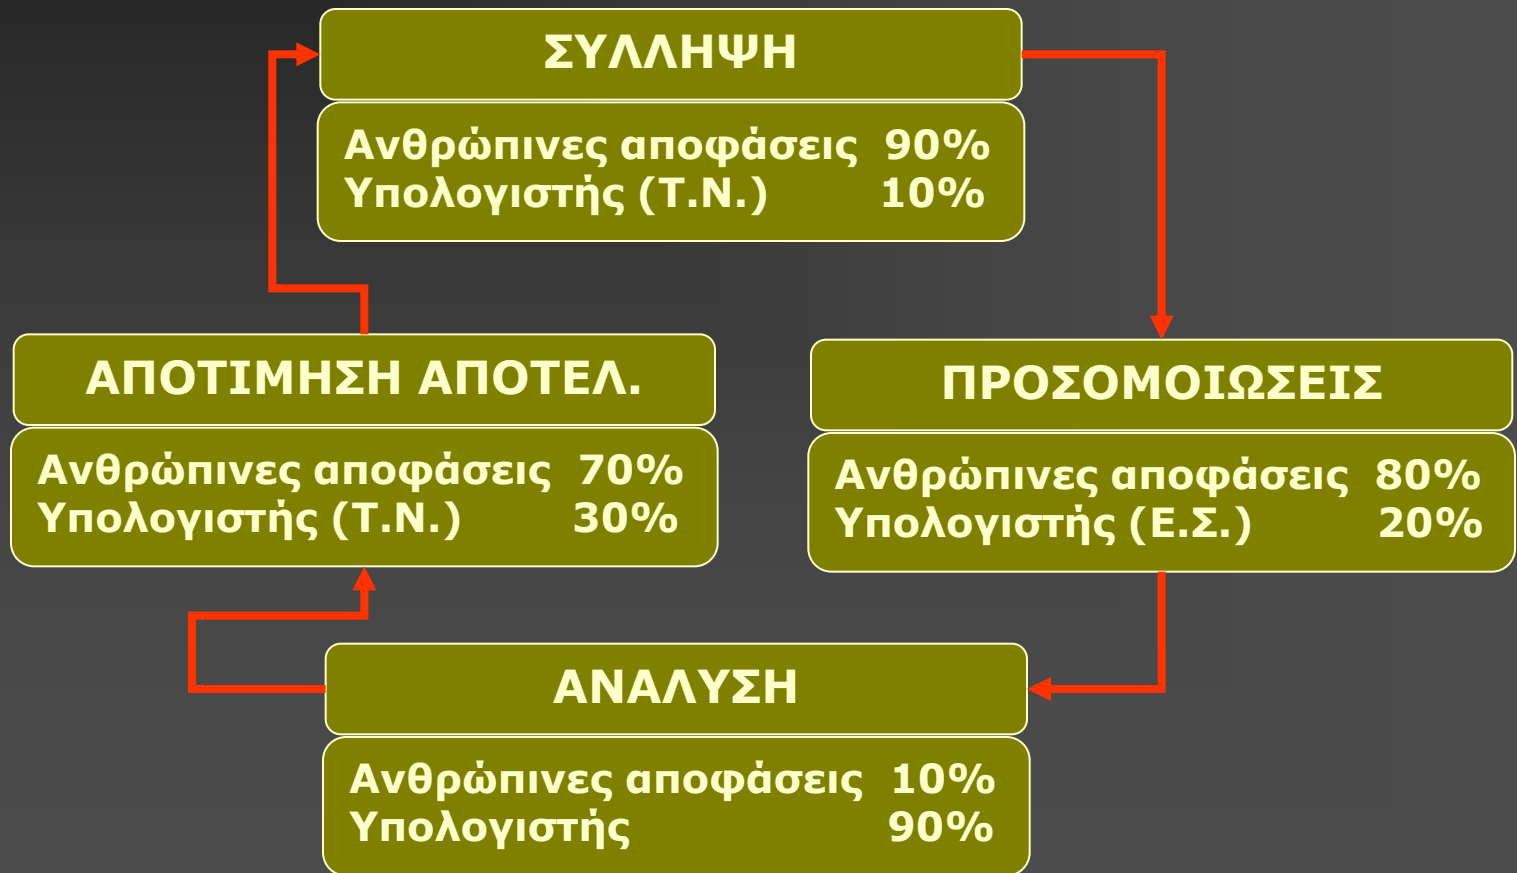 ΣΥΛΛΗΨΗ
Ανθρώπινες αποφάσεις 90%
Υπολογιστής (Τ.Ν.) 10%
ΑΠΟΤΙΜΗΣΗ ΑΠΟΤΕΛ.
Ανθρώπινες αποφάσεις 70%
Υπολογιστής (Τ.Ν.) 30%
ΠΡΟΣΟΜΟΙΩΣΕΙΣ
Ανθρώπινες αποφάσεις 80%
Υπολογιστής (Ε.Σ.) 20%
ΑΝΑΛΥΣΗ
Ανθρώπινες αποφάσεις 10%
Υπολογιστής 90%